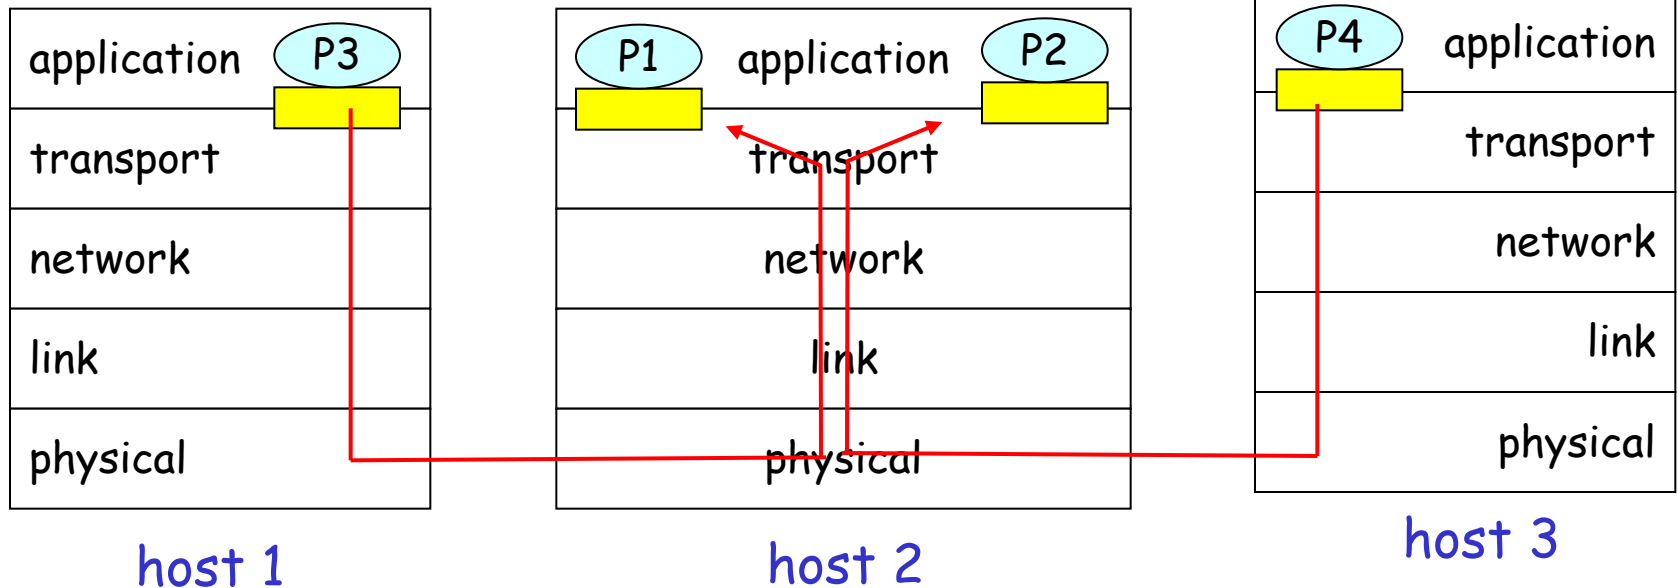 application P3
transport
network
link
physical
host 1
P1 application P2
transport
network
link
physical
host 2
P4 application
transport
network
link
physical
host 3